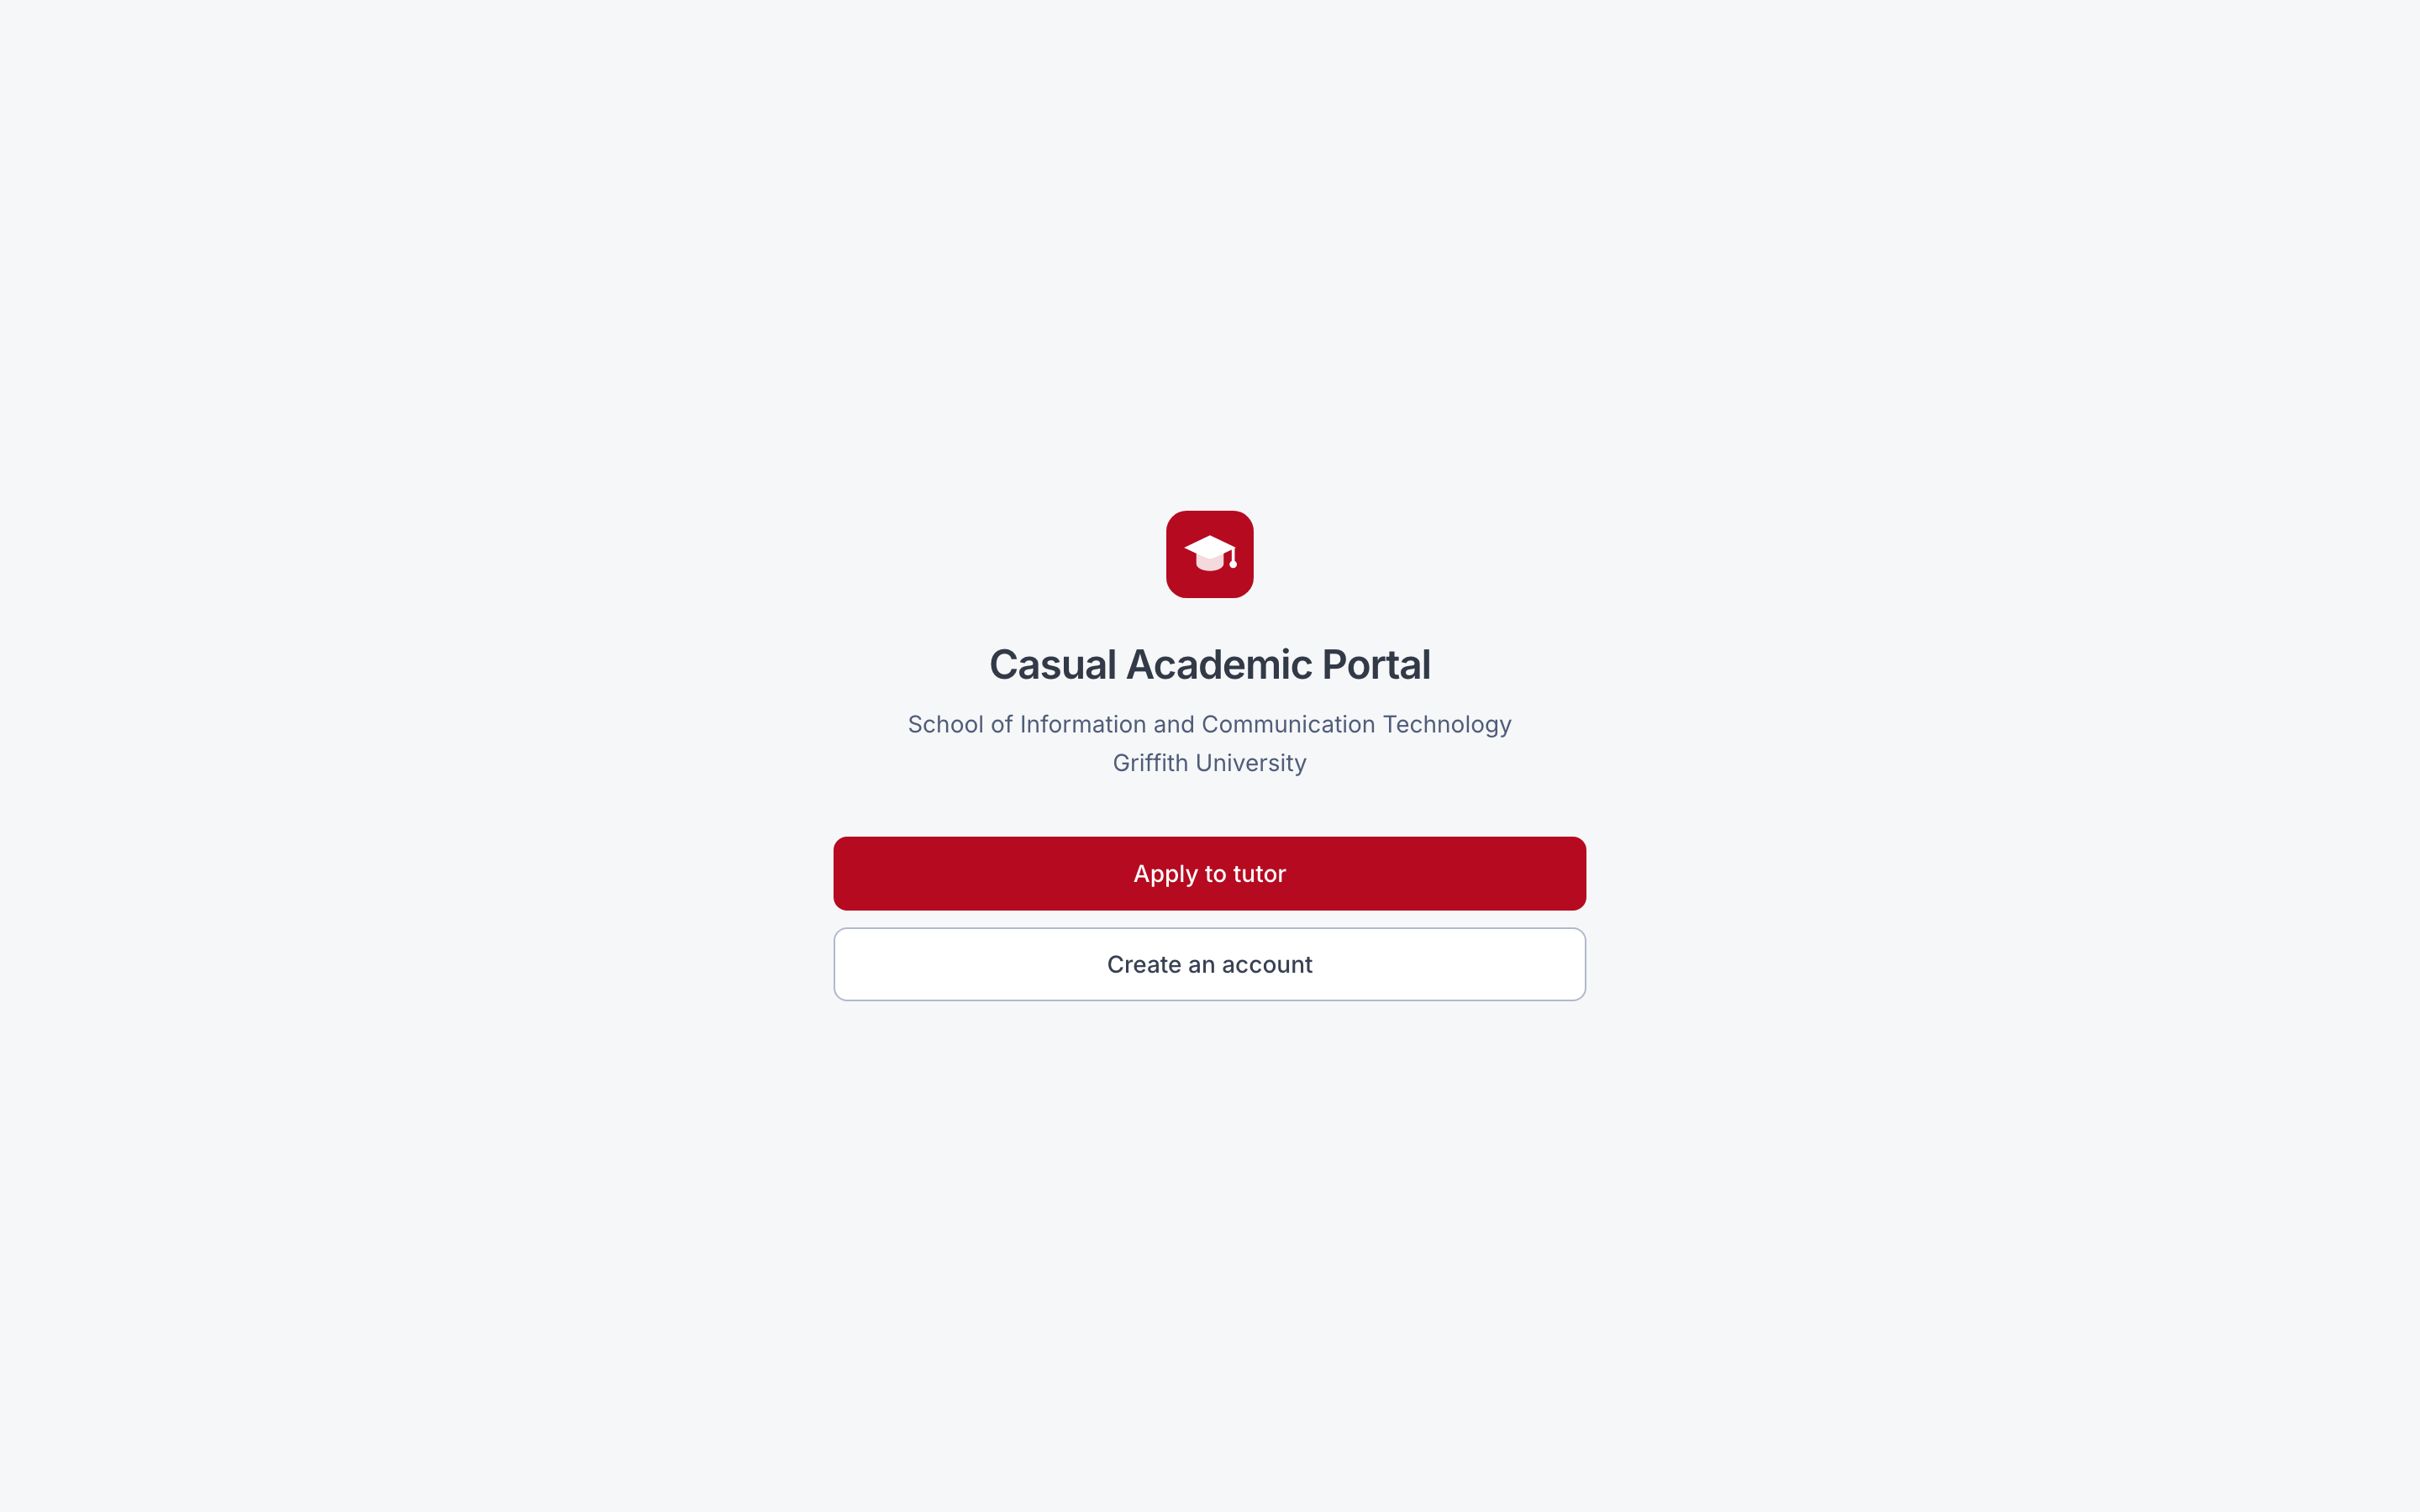 Casual Academic Portal
School of Information and Communication Technology
Griffith University
Apply to tutor
Create an account